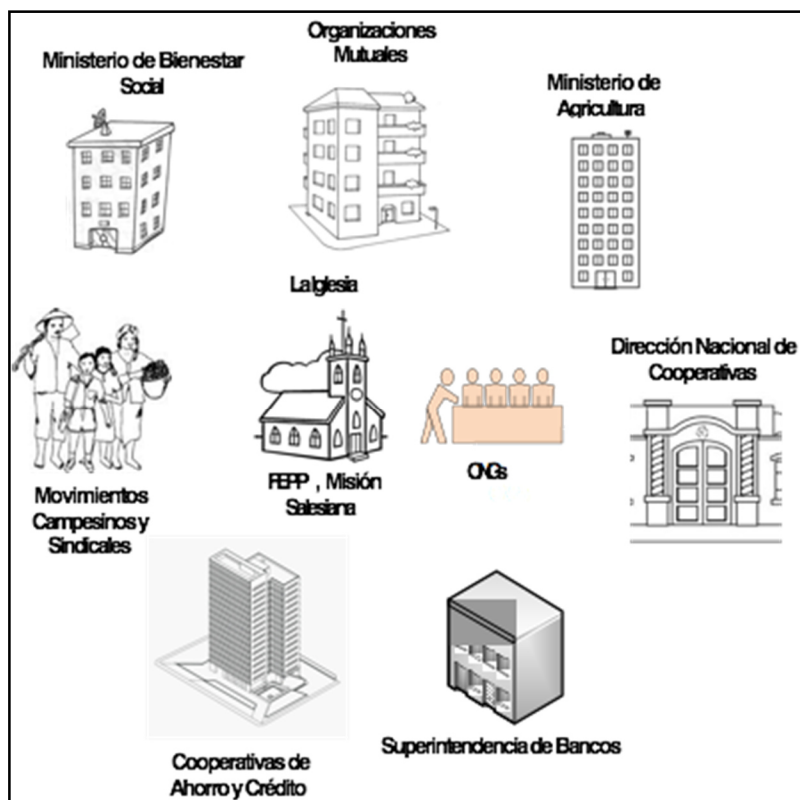 Ministerio de Bienestar
Social
Organizaciones
Mutuales
Ministerio de
Agricultura
La Iglesia
Dirección Nacional de
Cooperativas
FEPP , Misión
Salesiana
ONGs
Movimientos
Campesinos y
Sindicales
Cooperativas de
Ahorro y Crédito
Superintendencia de Bancos